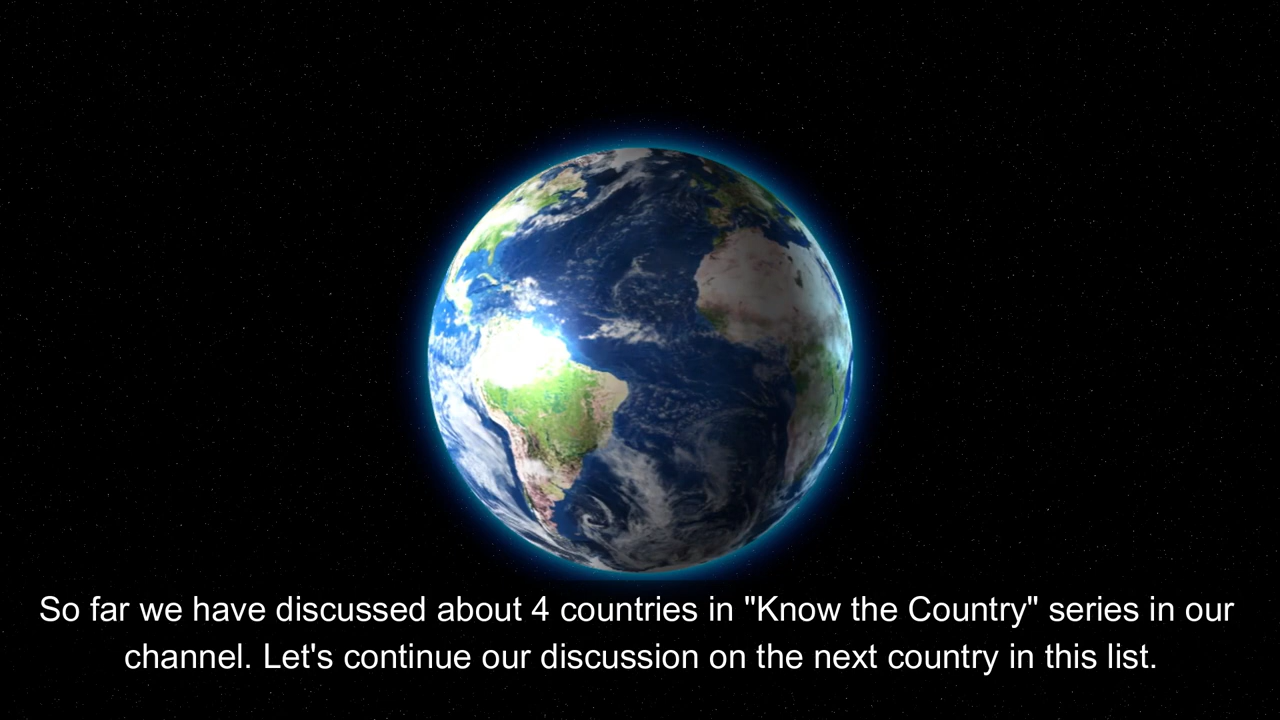 So far we have discussed about 4 countries in "Know the Country" series in our
channel. Let's continue our discussion on the next country in this list.